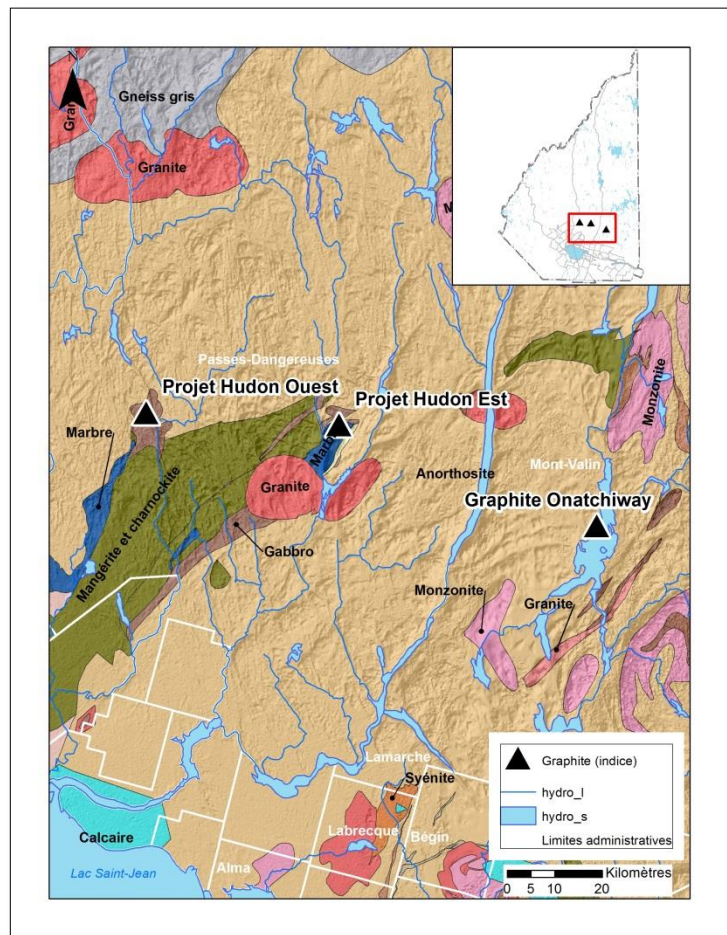 N
Gneiss gris
Granite
Passes-Dangereuses
Projet Hudon Ouest
Projet Hudon Est
Marbre
Marbre
Monzonite
Mangérite et charnockite
Granite
Anorthosite
Mont-Valin
Graphite Onatchiway
Gabbro
Monzonite
Granite
Lamarche
Syénite
Labrecque
Bégin
Calcaire
Alma
Lac Saint-Jean
Graphite (indice)
hydro_l
hydro_s
Limites administratives
Kilomètres
0 5 10 20